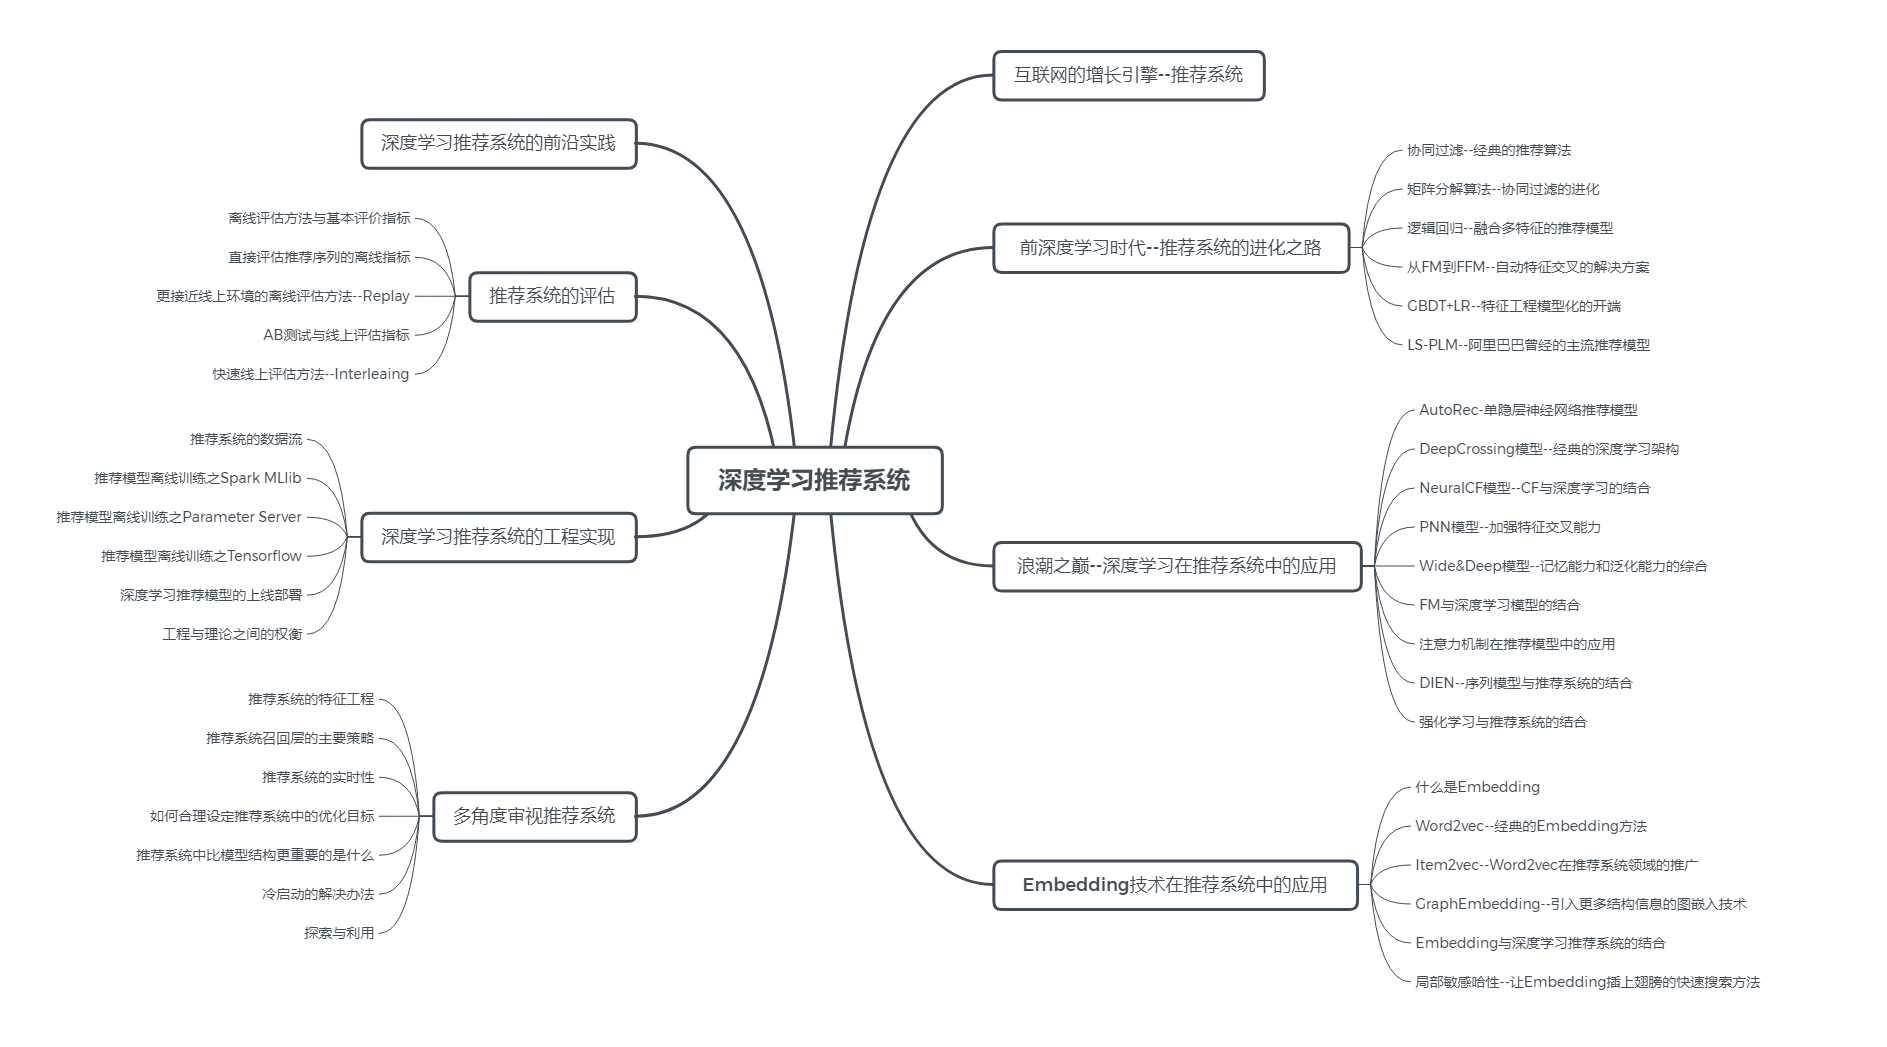 深度学习推荐系统
互联网的增长引擎--推荐系统
前深度学习时代--推荐系统的进化之路
协同过滤--经典的推荐算法
矩阵分解算法--协同过滤的进化
逻辑回归--融合多特征的推荐模型
从FM到FFM--自动特征交叉的解决方案
GBDT+LR--特征工程模型化的开端
LS-PLM--阿里巴巴曾经的主流推荐模型
浪潮之巅--深度学习在推荐系统中的应用
AutoRec-单隐层神经网络推荐模型
DeepCrossing模型--经典的深度学习架构
NeuralCF模型--CF与深度学习的结合
PNN模型--加强特征交叉能力
Wide&Deep模型--记忆能力和泛化能力的综合
FM与深度学习模型的结合
注意力机制在推荐模型中的应用
DIEN--序列模型与推荐系统的结合
强化学习与推荐系统的结合
Embedding技术在推荐系统中的应用
什么是Embedding
Word2vec--经典的Embedding方法
Item2vec--Word2vec在推荐系统领域的推广
GraphEmbedding--引入更多结构信息的图嵌入技术
Embedding与深度学习推荐系统的结合
局部敏感哈性--让Embedding插上翅膀的快速搜索方法
深度学习推荐系统的前沿实践
推荐系统的评估
离线评估方法与基本评价指标
直接评估推荐序列的离线指标
更接近线上环境的离线评估方法--Replay
AB测试与线上评估指标
快速线上评估方法--Interleaing
深度学习推荐系统的工程实现
推荐系统的数据流
推荐模型离线训练之Spark MLlib
推荐模型离线训练之Parameter Server
推荐模型离线训练之Tensorflow
深度学习推荐模型的上线部署
工程与理论之间的权衡
多角度审视推荐系统
推荐系统的特征工程
推荐系统召回层的主要策略
推荐系统的实时性
如何合理设定推荐系统中的优化目标
推荐系统中比模型结构更重要的是什么
冷启动的解决办法
探索与利用